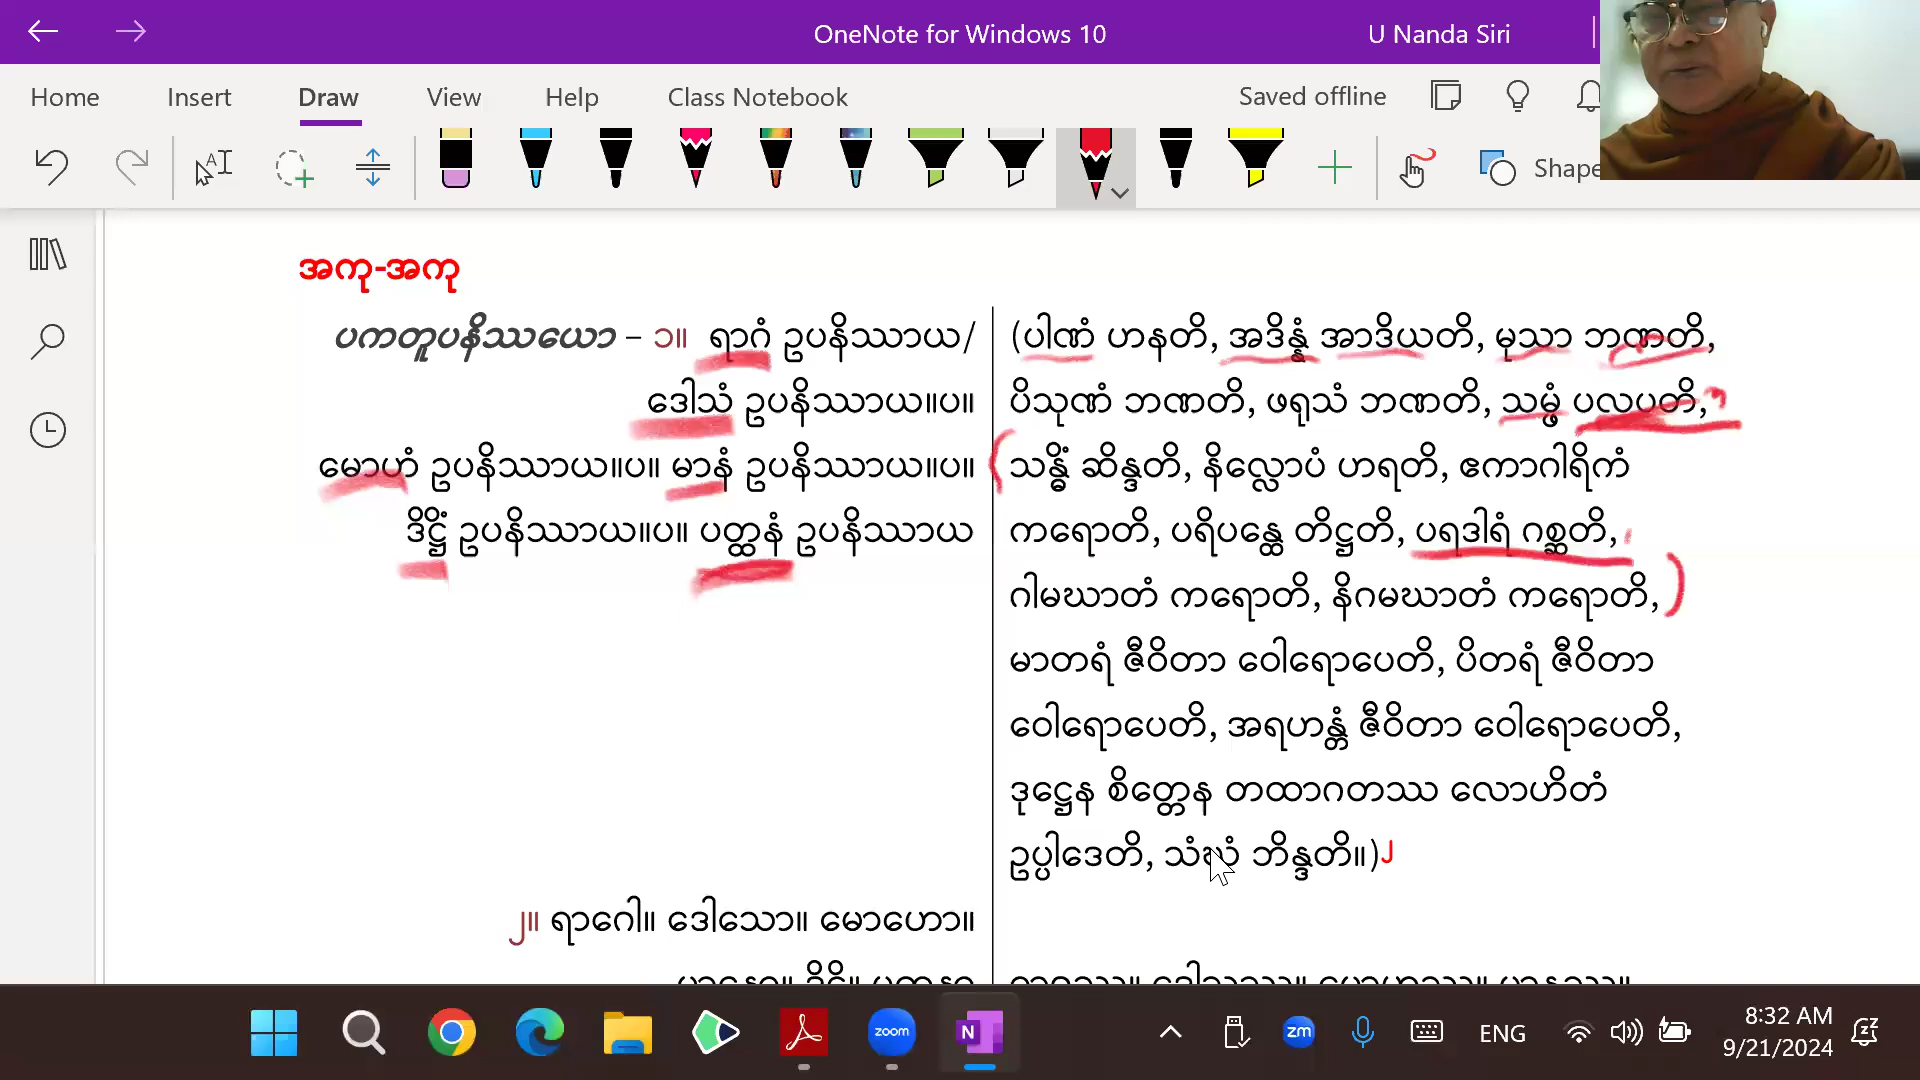 OneNote for Windows 10
U Nanda Siri
Home Insert Draw View Help Class Notebook
Saved offline
Shape
အကု-အကု
ပကတူပနိဿယော – ၁။ ရာဂံ ဥပနိဿာယ/
ဒေါသံ ဥပနိဿာယ။ပ။
မောဟံ ဥပနိဿာယ။ပ။ မာနံ ဥပနိဿာယ။ပ။
ဒိဋ္ဌိံ ဥပနိဿာယ။ပ။ ပတ္ထနံ ဥပနိဿာယ
(ပါဏံ ဟနတိ, အဒိန္နံ အာဒိယတိ, မုသာ ဘဏတိ,
ပိသုဏံ ဘဏတိ, ဖရုသံ ဘဏတိ, သမ္ဖံ ပလပတိ,
သန္ဓိံ ဆိန္ဒတိ, နိလ္လောပံ ဟရတိ, ဧကာဂါရိကံ
ကရောတိ, ပရိပန္ထေ တိဋ္ဌတိ, ပရဒါရံ ဂစ္ဆတိ,
ဂါမဃာတံ ကရောတိ, နိဂမဃာတံ ကရောတိ,
မာတရံ ဇီဝိတာ ဝေါရောပေတိ, ပိတရံ ဇီဝိတာ
ဝေါရောပေတိ, အရဟန္တံ ဇီဝိတာ ဝေါရောပေတိ,
ဒုဋ္ဌေန စိတ္တေန တထာဂတဿ လောဟိတံ
ဥပ္ပါဒေတိ, သံဃံ ဘိန္ဒတိ။)၂
၂။ ရာဂေါ။ ဒေါသော။ မောဟော။
zoom
zm
ENG
8:32 AM
9/21/2024